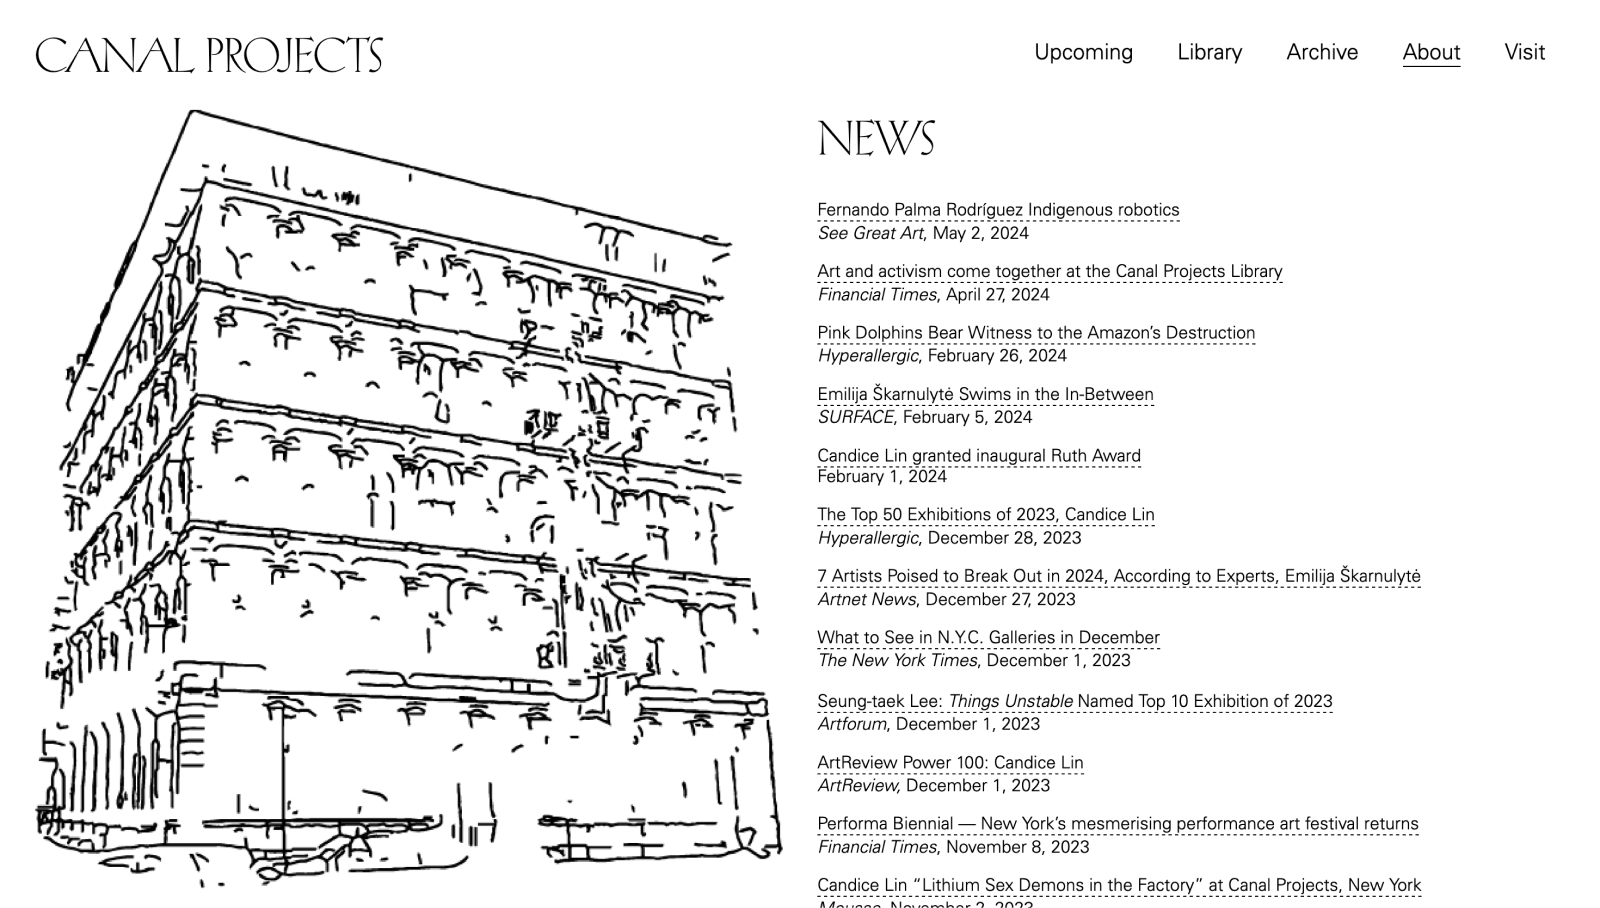 CANAL PROJECTS
Upcoming Library Archive About Visit
NEWS
Fernando Palma Rodríguez Indigenous robotics
See Great Art, May 2, 2024
Art and activism come together at the Canal Projects Library
Financial Times, April 27, 2024
Pink Dolphins Bear Witness to the Amazon’s Destruction
Hyperallergic, February 26, 2024
Emilija Škarnulytė Swims in the In-Between
SURFACE, February 5, 2024
Candice Lin granted inaugural Ruth Award
February 1, 2024
The Top 50 Exhibitions of 2023, Candice Lin
Hyperallergic, December 28, 2023
7 Artists Poised to Break Out in 2024, According to Experts, Emilija Škarnulytė
Artnet News, December 27, 2023
What to See in N.Y.C. Galleries in December
The New York Times, December 1, 2023
Seung-taek Lee: Things Unstable Named Top 10 Exhibition of 2023
Artforum, December 1, 2023
ArtReview Power 100: Candice Lin
ArtReview, December 1, 2023
Performa Biennial — New York’s mesmerising performance art festival returns
Financial Times, November 8, 2023
Candice Lin “Lithium Sex Demons in the Factory” at Canal Projects, New York
Mousse, November 2, 2023